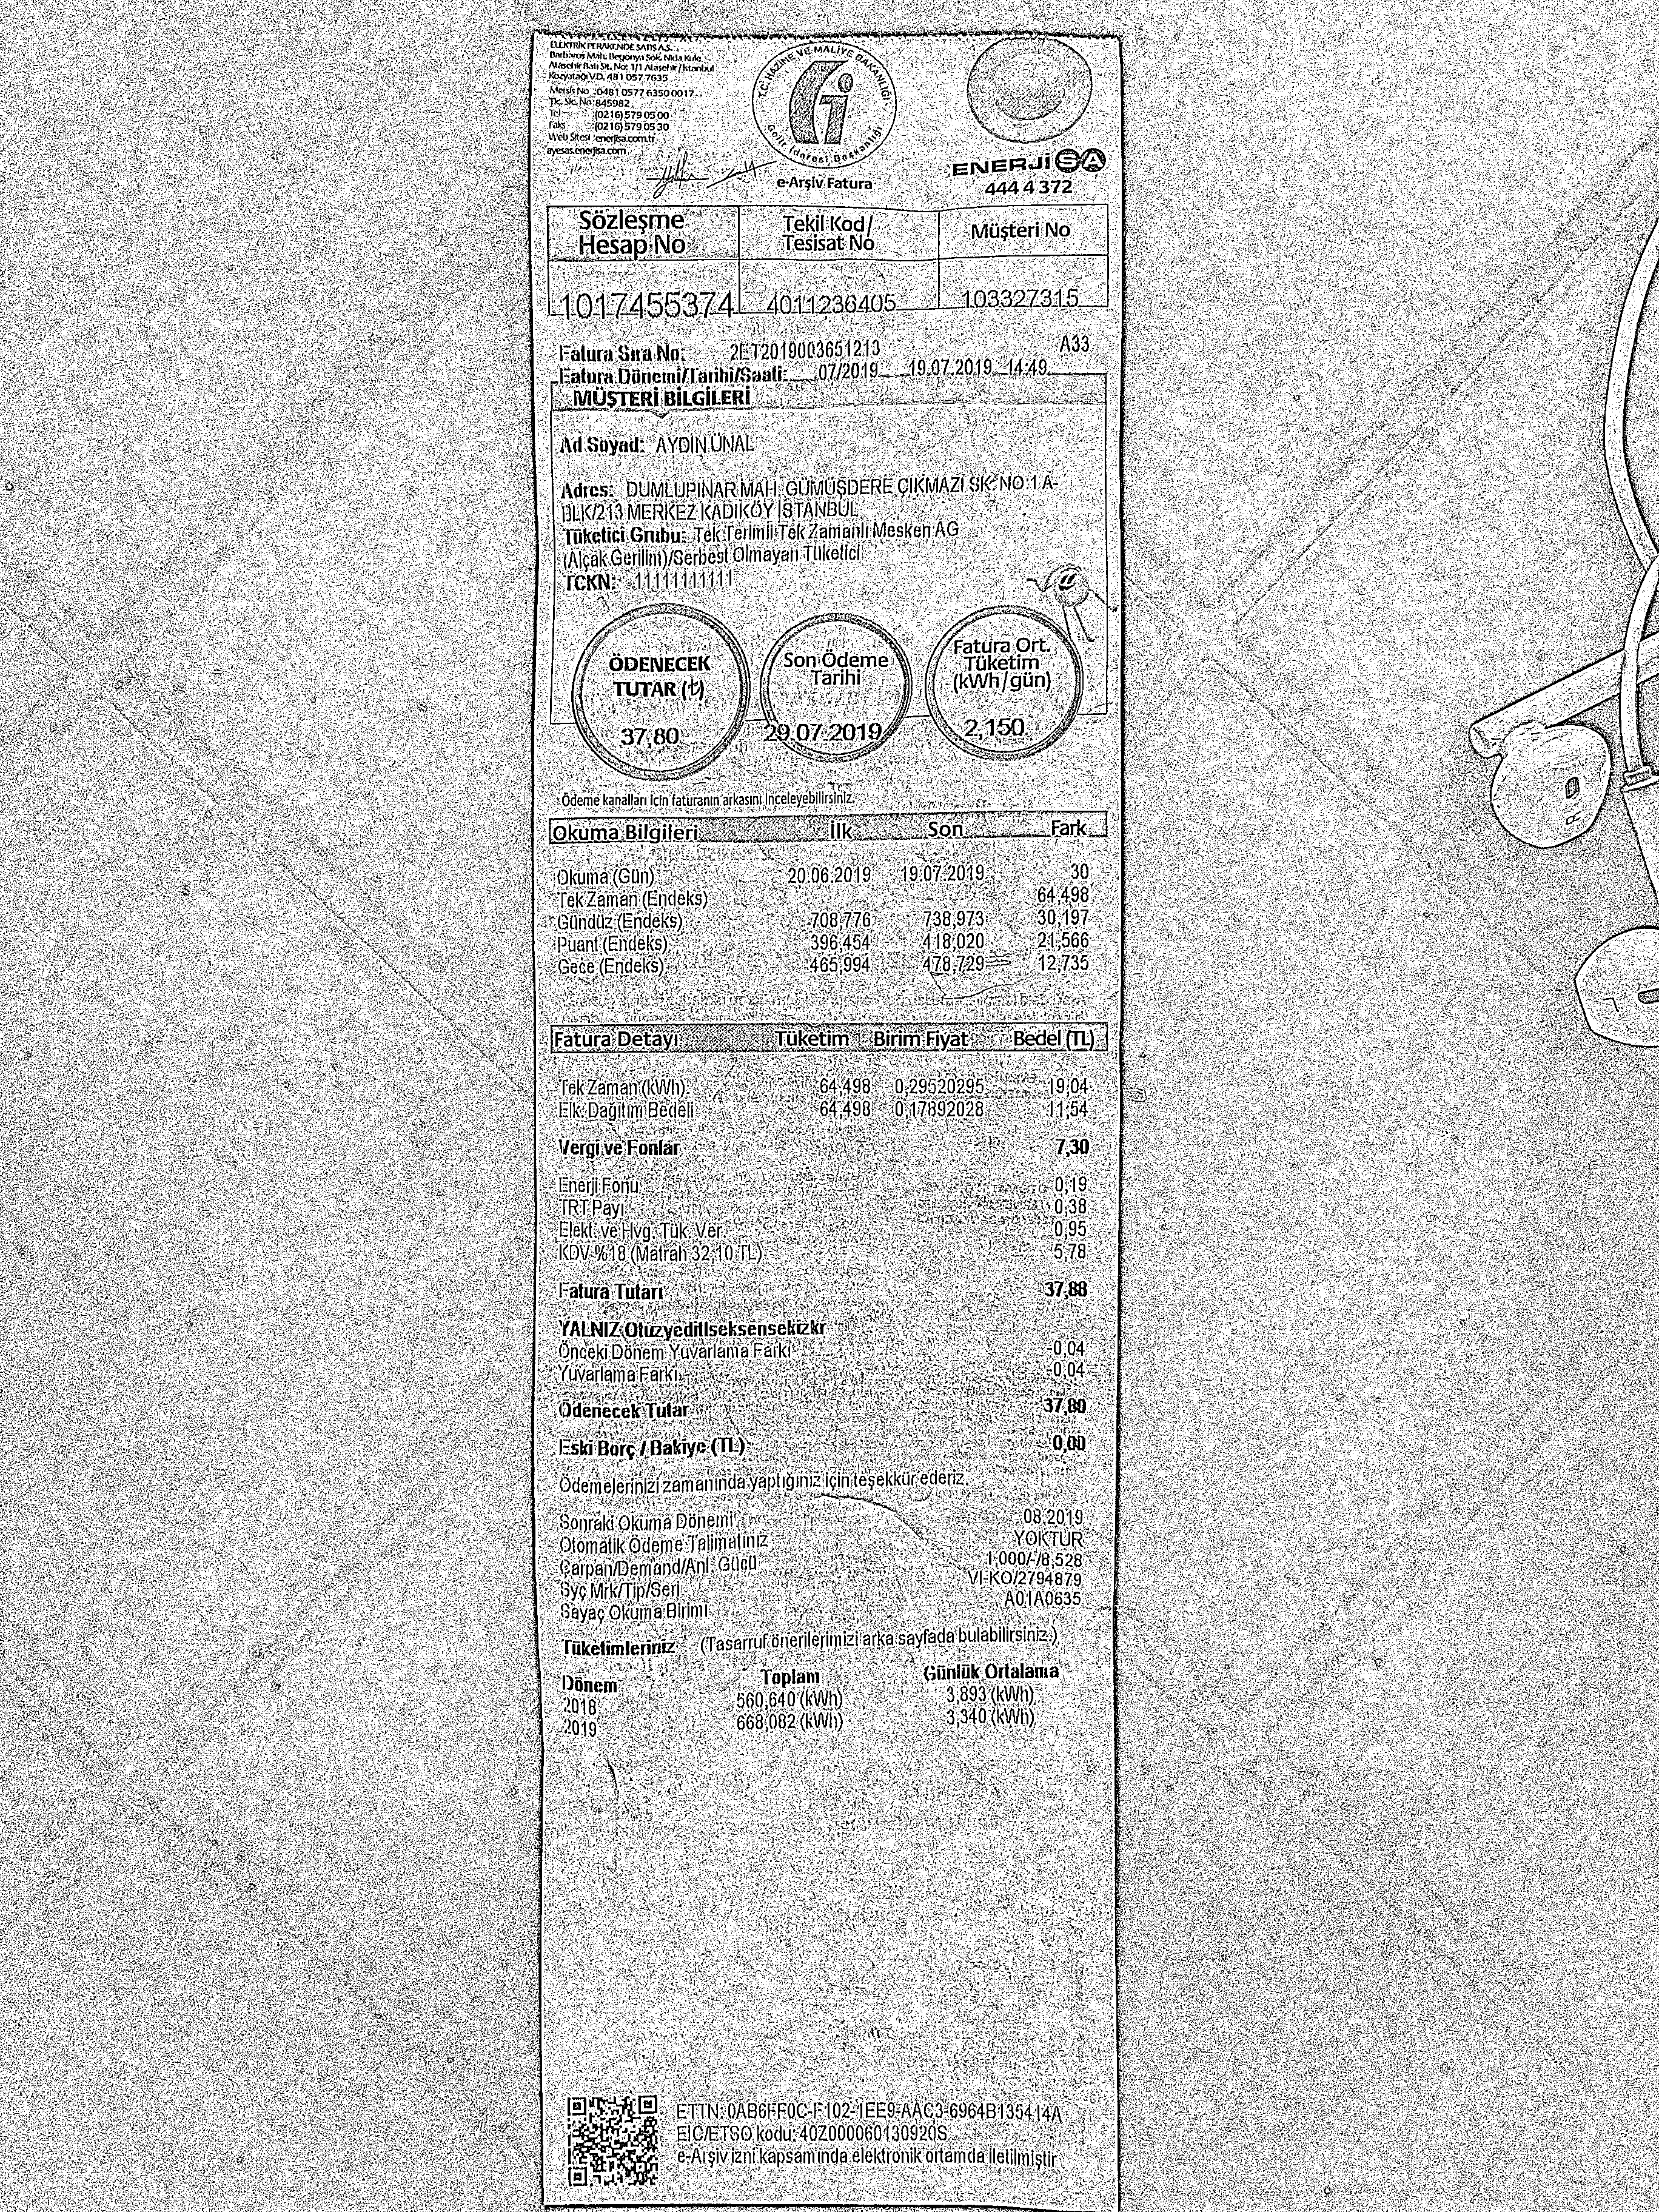 ELEKTRİK PERAKENDE SATIŞ A.Ş.
Barbaros Mah. Begonya Sok. Nida Kule
Ataşehir Batı Sit. No: 1/1 Ataşehir/İstanbul
Kozyatağı V.D. 481 057 7635
Mersis No :0481 0577 6350 0017
Tic. Sic. No :845982
Tel :(0216) 579 05 00
Faks :(0216) 579 05 30
Web Sitesi :enerjisa.com.tr
ayesas.enerjisa.com
T.C. HAZİNE VE MALİYE BAKANLIĞI
Gelir İdaresi Başkanlığı
e-Arşiv Fatura
ENERJİSA
444 4 372
Sözleşme Hesap No
Tekil Kod/ Tesisat No
Müşteri No
1017455374 4011236405 103327315
Fatura Sıra No: 2ET2019003651213 A33
Fatura Dönemi/Tarihi/Saati: 07/2019 19.07.2019 14:49
MÜŞTERİ BİLGİLERİ
Ad Soyad: AYDIN ÜNAL
Adres: DUMLUPINAR MAH. GÜMÜŞDERE ÇIKMAZI SK. NO:1 A-
BLK/213 MERKEZ KADIKÖY İSTANBUL
Tüketici Grubu: Tek Terimli Tek Zamanlı Mesken AG
(Alçak Gerilim)/Serbest Olmayan Tüketici
TCKN: 11111111111
ÖDENECEK TUTAR (₺)
37,80
Son Ödeme Tarihi
29.07.2019
Fatura Ort. Tüketim (kWh/gün)
2,150
Ödeme kanalları için faturanın arkasını inceleyebilirsiniz.
Okuma Bilgileri İlk Son Fark
Okuma (Gün) 20.06.2019 19.07.2019 30
Tek Zaman (Endeks) 64,498
Gündüz (Endeks) 708,776 738,973 30,197
Puant (Endeks) 396,454 418,020 21,566
Gece (Endeks) 465,994 478,729 12,735
Fatura Detayı Tüketim Birim Fiyat Bedel (TL)
Tek Zaman (kWh) 64,498 0,29520295 19,04
Elk. Dağıtım Bedeli 64,498 0,17892028 11,54
Vergi ve Fonlar 7,30
Enerji Fonu 0,19
TRT Payı 0,38
Elekt. ve Hvg. Tük. Ver. 0,95
KDV %18 (Matrah 32,10 TL) 5,78
Fatura Tutarı 37,88
YALNIZ Otuzyeditlseksensekizkr
Önceki Dönem Yuvarlama Farkı -0,04
Yuvarlama Farkı -0,04
Ödenecek Tutar 37,80
Eski Borç / Bakiye (TL) 0,00
Ödemelerinizi zamanında yaptığınız için teşekkür ederiz.
Sonraki Okuma Dönemi 08.2019
Otomatik Ödeme Talimatınız YOKTUR
Çarpan/Demand/Anl. Gücü 1,000/-/8,528
Syç Mrk/Tip/Seri VI-KO/2794879
Sayaç Okuma Birimi A01A0635
Tüketimleriniz (Tasarruf önerilerimizi arka sayfada bulabilirsiniz.)
Dönem Toplam Günlük Ortalama
2018 560,640 (kWh) 3,893 (kWh)
2019 668,082 (kWh) 3,340 (kWh)
ETTN: 0AB6FF0C-F102-1EE9-AAC3-6964B135414A
EIC/ETSO kodu: 40Z000060130920S
e-Arşiv izni kapsamında elektronik ortamda iletilmiştir
R
L